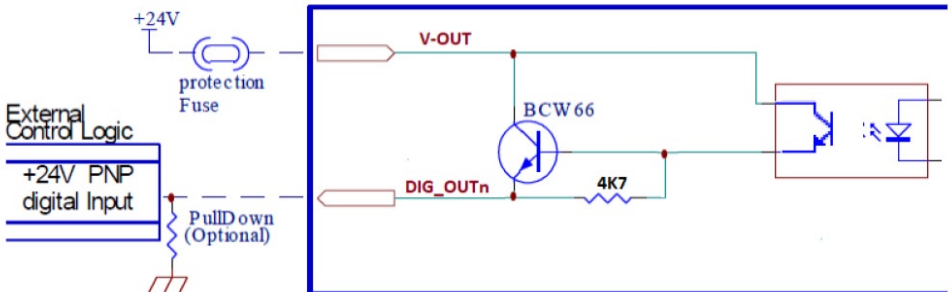 +24V
protection
Fuse
V-OUT
BCW66
External
Control Logic
+24V PNP
digital Input
DIG_OUTn
4K7
PullDown
(Optional)